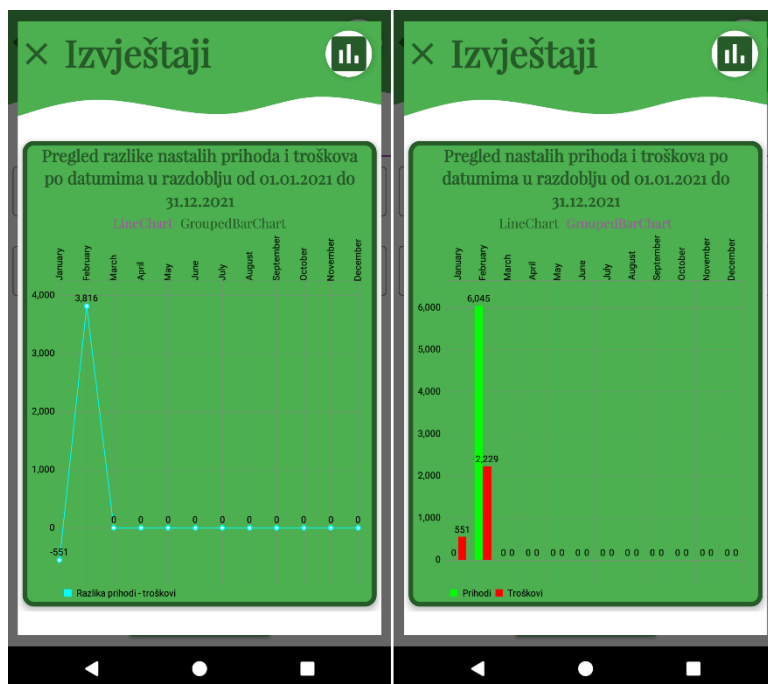 Izvještaji
Pregled razlike nastalih prihoda i troškova
po datumima u razdoblju od 01.01.2021 do
31.12.2021
LineChart GroupedBarChart
January February March April May June July August September October November December
4,000
3,816
3,000
2,000
1,000
0 0 0 0 0 0 0 0 0 0 0
-551
Razlika prihodi - troškovi
Izvještaji
Pregled nastalih prihoda i troškova po
datumima u razdoblju od 01.01.2021 do
31.12.2021
LineChart GroupedBarChart
January February March April May June July August September October November December
6,045
6,000
5,000
4,000
3,000
2,229
2,000
1,000
551
0 0 0 0 0 0 0 0 0 0 0 0 0 0 0 0 0 0 0 0 0 0
Prihodi Troškovi